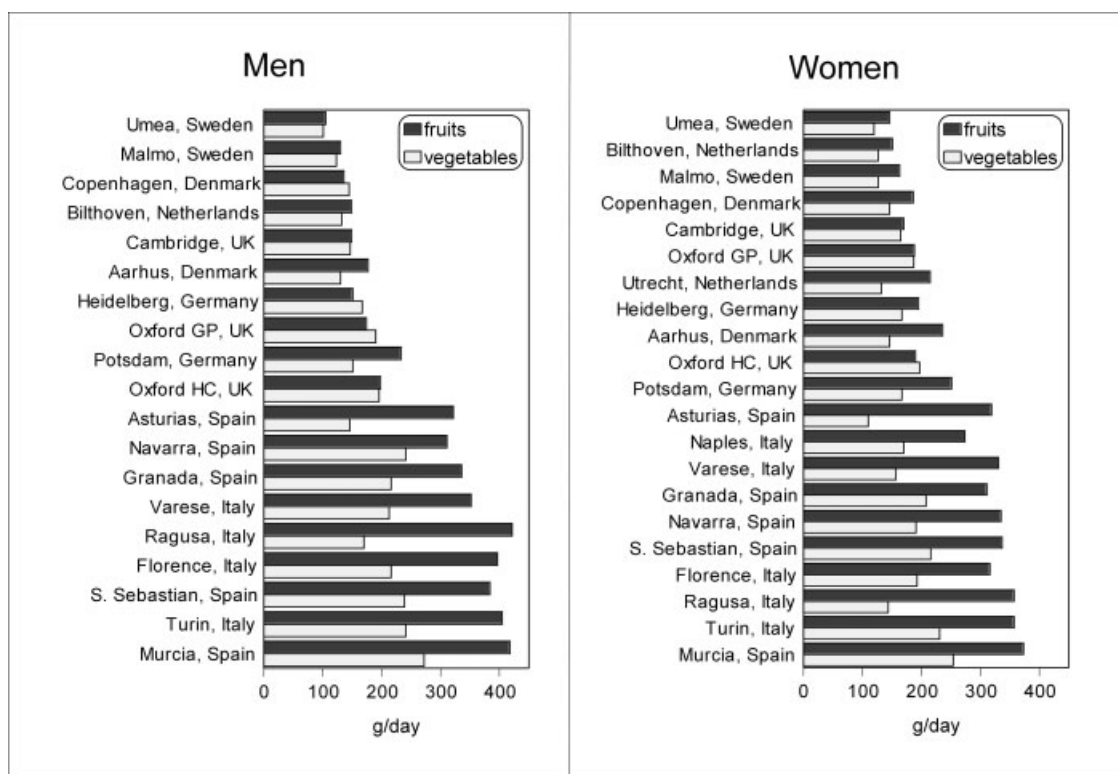 Men
fruits
vegetables
Umea, Sweden
Malmo, Sweden
Copenhagen, Denmark
Bilthoven, Netherlands
Cambridge, UK
Aarhus, Denmark
Heidelberg, Germany
Oxford GP, UK
Potsdam, Germany
Oxford HC, UK
Asturias, Spain
Navarra, Spain
Granada, Spain
Varese, Italy
Ragusa, Italy
Florence, Italy
S. Sebastian, Spain
Turin, Italy
Murcia, Spain
0 100 200 300 400
g/day
Women
fruits
vegetables
Umea, Sweden
Bilthoven, Netherlands
Malmo, Sweden
Copenhagen, Denmark
Cambridge, UK
Oxford GP, UK
Utrecht, Netherlands
Heidelberg, Germany
Aarhus, Denmark
Oxford HC, UK
Potsdam, Germany
Asturias, Spain
Naples, Italy
Varese, Italy
Granada, Spain
Navarra, Spain
S. Sebastian, Spain
Florence, Italy
Ragusa, Italy
Turin, Italy
Murcia, Spain
0 100 200 300 400
g/day